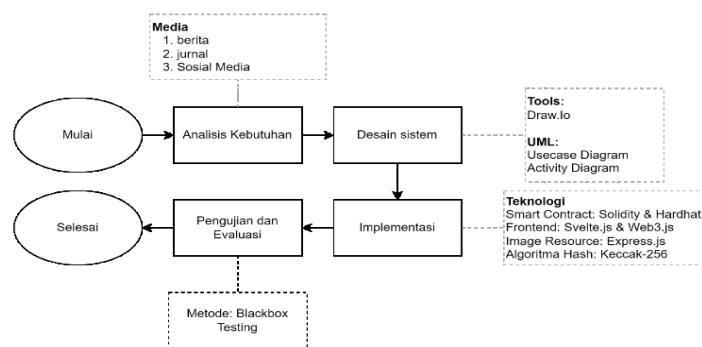 Media
1. berita
2. jurnal
3. Sosial Media
Mulai
Analisis Kebutuhan
Desain sistem
Tools:
Draw.Io
UML:
Usecase Diagram
Activity Diagram
Selesai
Pengujian dan
Evaluasi
Implementasi
Teknologi
Smart Contract: Solidity & Hardhat
Frontend: Svelte.js & Web3.js
Image Resource: Express.js
Algoritma Hash: Keccak-256
Metode: Blackbox
Testing